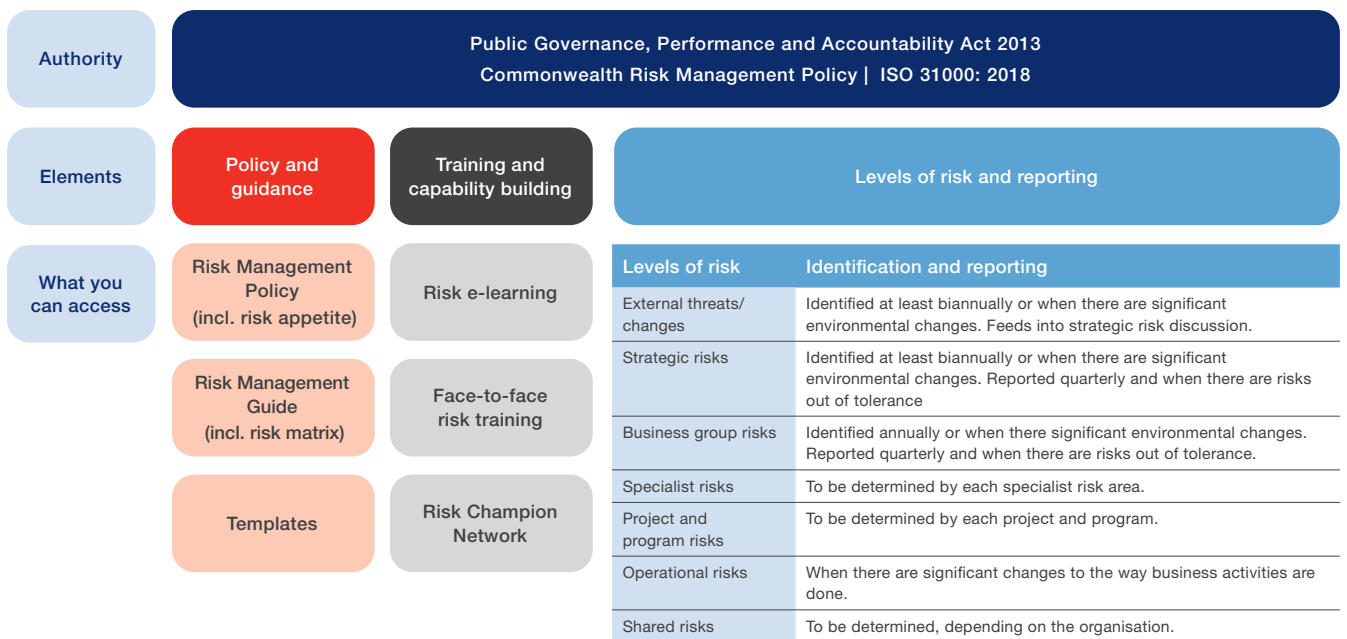 Authority
Public Governance, Performance and Accountability Act 2013
Commonwealth Risk Management Policy | ISO 31000: 2018
Elements
Policy and
guidance
Training and
capability building
Levels of risk and reporting
What you
can access
Risk Management
Policy
(incl. risk appetite)
Risk Management
Guide
(incl. risk matrix)
Templates
Risk e-learning
Face-to-face
risk training
Risk Champion
Network
Levels of risk
Identification and reporting
External threats/
changes
Identified at least biannually or when there are significant
environmental changes. Feeds into strategic risk discussion.
Strategic risks
Identified at least biannually or when there are significant
environmental changes. Reported quarterly and when there are risks
out of tolerance
Business group risks
Identified annually or when there significant environmental changes.
Reported quarterly and when there are risks out of tolerance.
Specialist risks
To be determined by each specialist risk area.
Project and
program risks
To be determined by each project and program.
Operational risks
When there are significant changes to the way business activities are
done.
Shared risks
To be determined, depending on the organisation.